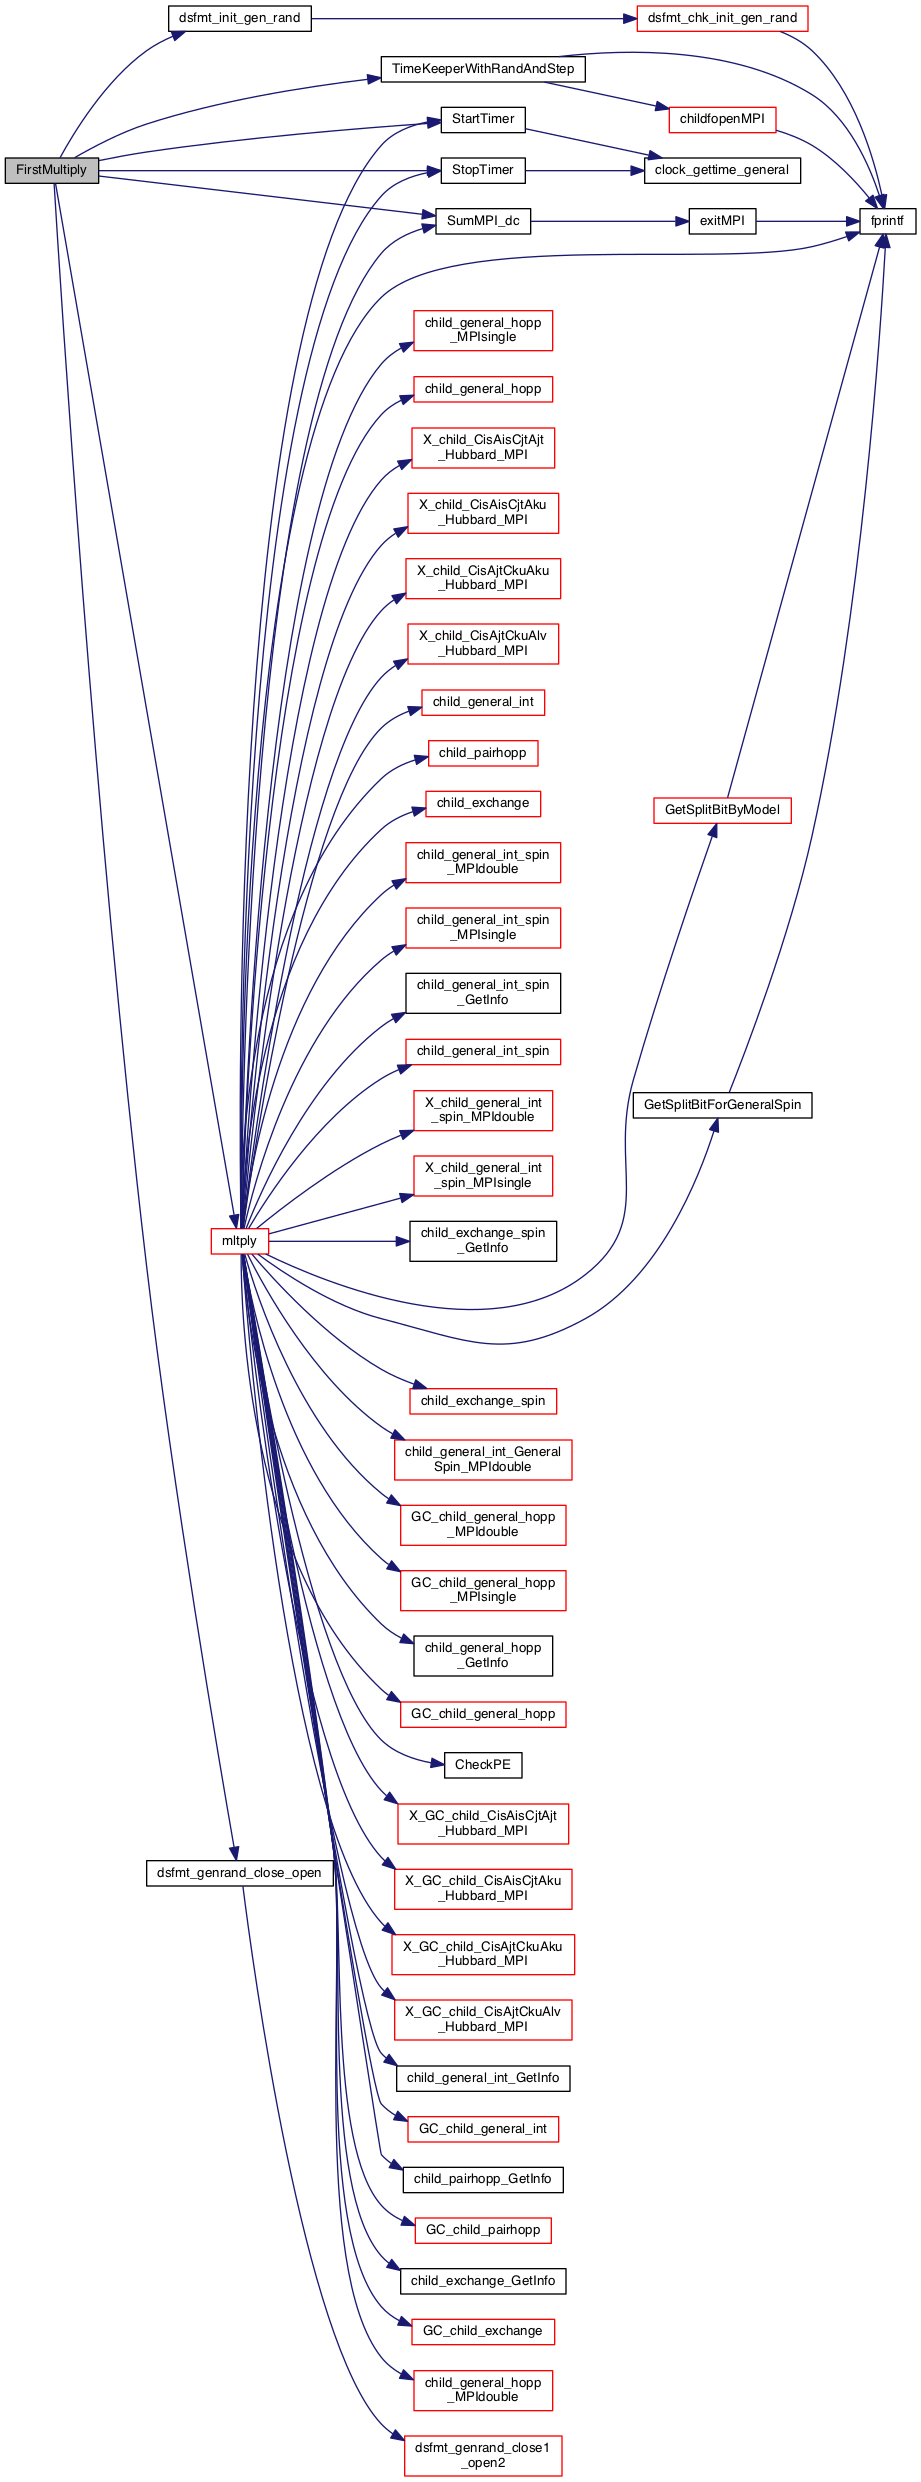 dsfmt_init_gen_rand
dsfmt_chk_init_gen_rand
TimeKeeperWithRandAndStep
childfopenMPI
StartTimer
FirstMultiply
StopTimer
clock_gettime_general
SumMPI_dc
exitMPI
fprintf
child_general_hopp
_MPIsingle
child_general_hopp
X_child_CisAisCjtAjt
_Hubbard_MPI
X_child_CisAisCjtAku
_Hubbard_MPI
X_child_CisAjtCkuAku
_Hubbard_MPI
X_child_CisAjtCkuAlv
_Hubbard_MPI
child_general_int
child_pairhopp
child_exchange
GetSplitBitByModel
child_general_int_spin
_MPIdouble
child_general_int_spin
_MPIsingle
child_general_int_spin
_GetInfo
child_general_int_spin
X_child_general_int
_spin_MPIdouble
GetSplitBitForGeneralSpin
X_child_general_int
_spin_MPIsingle
mltply
child_exchange_spin
_GetInfo
child_exchange_spin
child_general_int_General
Spin_MPIdouble
GC_child_general_hopp
_MPIdouble
GC_child_general_hopp
_MPIsingle
child_general_hopp
_GetInfo
GC_child_general_hopp
CheckPE
X_GC_child_CisAisCjtAjt
_Hubbard_MPI
dsfmt_genrand_close_open
X_GC_child_CisAisCjtAku
_Hubbard_MPI
X_GC_child_CisAjtCkuAku
_Hubbard_MPI
X_GC_child_CisAjtCkuAlv
_Hubbard_MPI
child_general_int_GetInfo
GC_child_general_int
child_pairhopp_GetInfo
GC_child_pairhopp
child_exchange_GetInfo
GC_child_exchange
child_general_hopp
_MPIdouble
dsfmt_genrand_close1
_open2